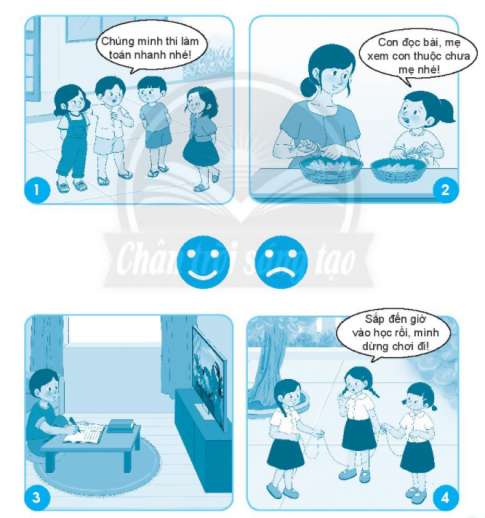 Chúng mình thi làm
toán nhanh nhé!
1
Con đọc bài, mẹ
xem con thuộc chưa
mẹ nhé!
2
Chân trời sáng tạo
3
Sắp đến giờ
vào học rồi, mình
dừng chơi đi!
4